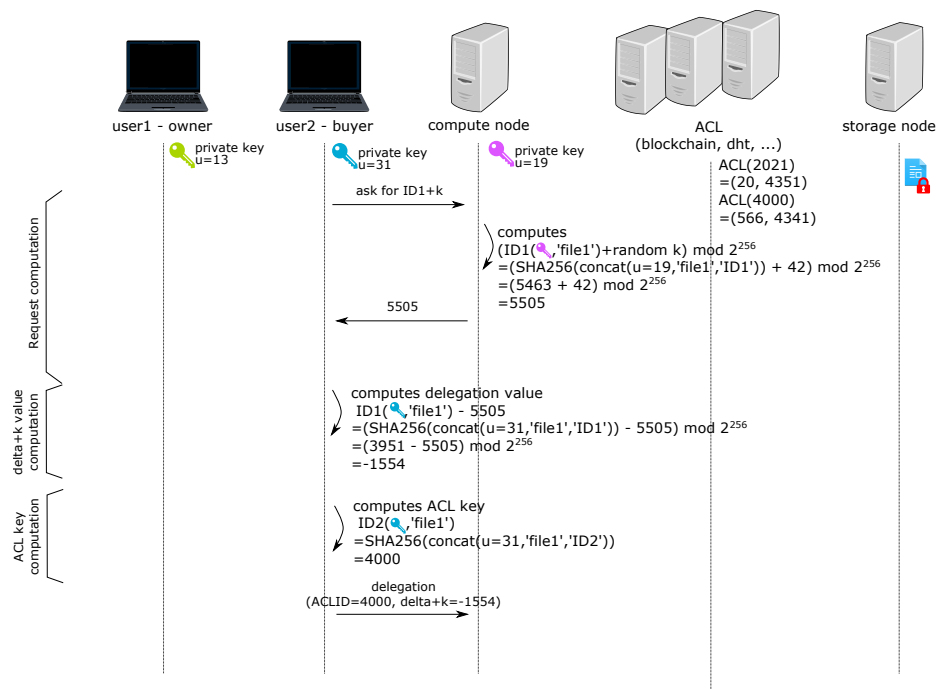 user1 - owner
user2 - buyer
compute node
ACL
(blockchain, dht, ...)
storage node
private key
u=13
private key
u=31
private key
u=19
ACL(2021)
=(20, 4351)
ACL(4000)
=(566, 4341)
Request computation
ask for ID1+k
computes
(ID1(,'file1')+random k) mod 2^256
=(SHA256(concat(u=19,'file1','ID1')) + 42) mod 2^256
=(5463 + 42) mod 2^256
=5505
5505
delta+k value
computation
computes delegation value
ID1(,'file1') - 5505
=(SHA256(concat(u=31,'file1','ID1')) - 5505) mod 2^256
=(3951 - 5505) mod 2^256
=-1554
ACL key
computation
computes ACL key
ID2(,'file1')
=SHA256(concat(u=31,'file1','ID2'))
=4000
delegation
(ACLID=4000, delta+k=-1554)